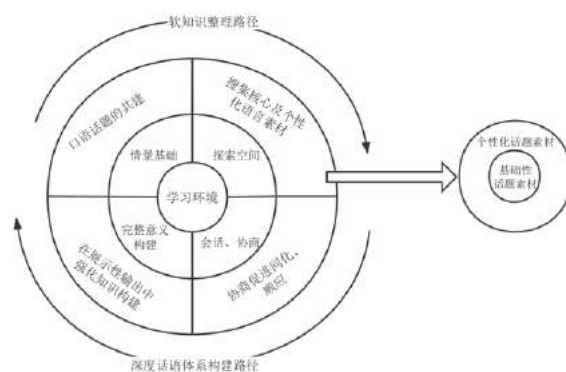 软知识整理路径
口语话题的共建
搜集核心及个性
化语言素材
情景基础
探索空间
学习环境
完整意义
构建
会话、协商
在展示性输出中
强化知识构建
协商促进同化、
顺应
个性化话题素材
基础性
话题素材
深度话语体系构建路径